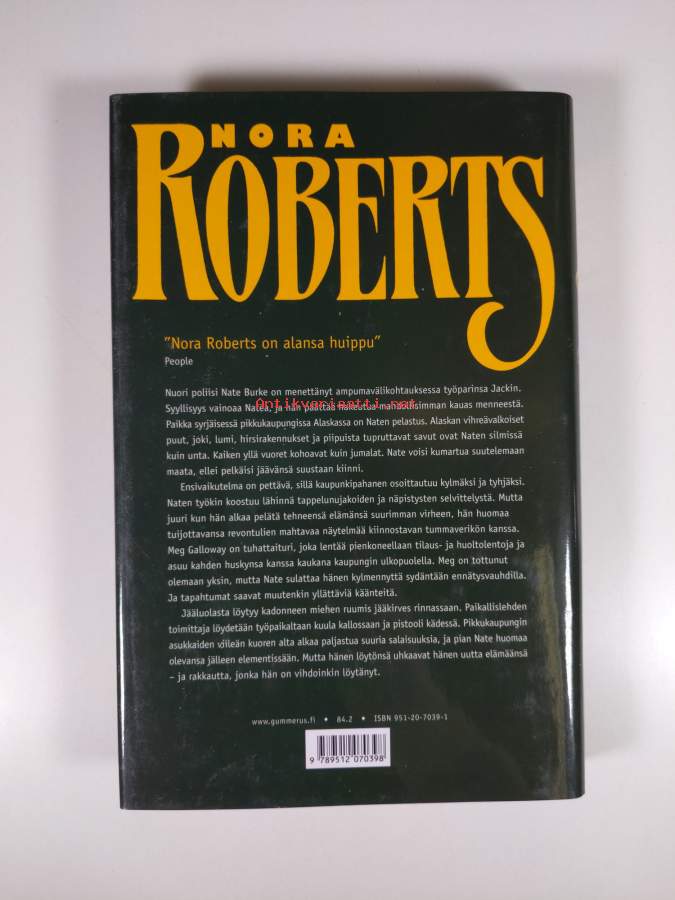 NORA
ROBERTS
"Nora Roberts on alansa huippu"
People
Nuori poliisi Nate Burke on menettänyt ampumavälikohtauksessa työparinsa Jackin.
Antikvariantti.net
Syyllisyys vainoaa Natea, ja hän päättää hakeutua mahdollisimman kauas menneestä.
Paikka syrjäisessä pikkukaupungissa Alaskassa on Naten pelastus. Alaskan vihreävalkoiset
puut, joki, lumi, hirsirakennukset ja piipuista tupruttavat savut ovat Naten silmissä
kuin unta. Kaiken yllä vuoret kohoavat kuin jumalat. Nate voisi kumartua suutelemaan
maata, ellei pelkäisi jäävänsä suustaan kiinni.
Ensivaikutelma on pettävä, sillä kaupunkipahanen osoittautuu kylmäksi ja tyhjäksi.
Naten työkin koostuu lähinnä tappelunujakoiden ja näpistysten selvittelystä. Mutta
juuri kun hän alkaa pelätä tehneensä elämänsä suurimman virheen, hän huomaa
tuijottavansa revontulien mahtavaa näytelmää kiinnostavan tummaverikön kanssa.
Meg Galloway on tuhattaituri, joka lentää pienkoneellaan tilaus- ja huoltolentoja ja
asuu kahden huskynsa kanssa kaukana kaupungin ulkopuolella. Meg on tottunut
olemaan yksin, mutta Nate sulattaa hänen kylmennyttä sydäntään ennätysvauhdilla.
Ja tapahtumat saavat muutenkin yllättäviä käänteitä.
Jääluolasta löytyy kadonneen miehen ruumis jääkirves rinnassaan. Paikallislehden
toimittaja löydetään työpaikaltaan kuula kallossaan ja pistooli kädessä. Pikkukaupungin
asukkaiden viileän kuoren alta alkaa paljastua suuria salaisuuksia, ja pian Nate huomaa
olevansa jälleen elementissään. Mutta hänen löytönsä uhkaavat hänen uutta elämäänsä
– ja rakkautta, jonka hän on vihdoinkin löytänyt.
www.gummerus.fi • 84.2 • ISBN 951-20-7039-1
9 789512 070398